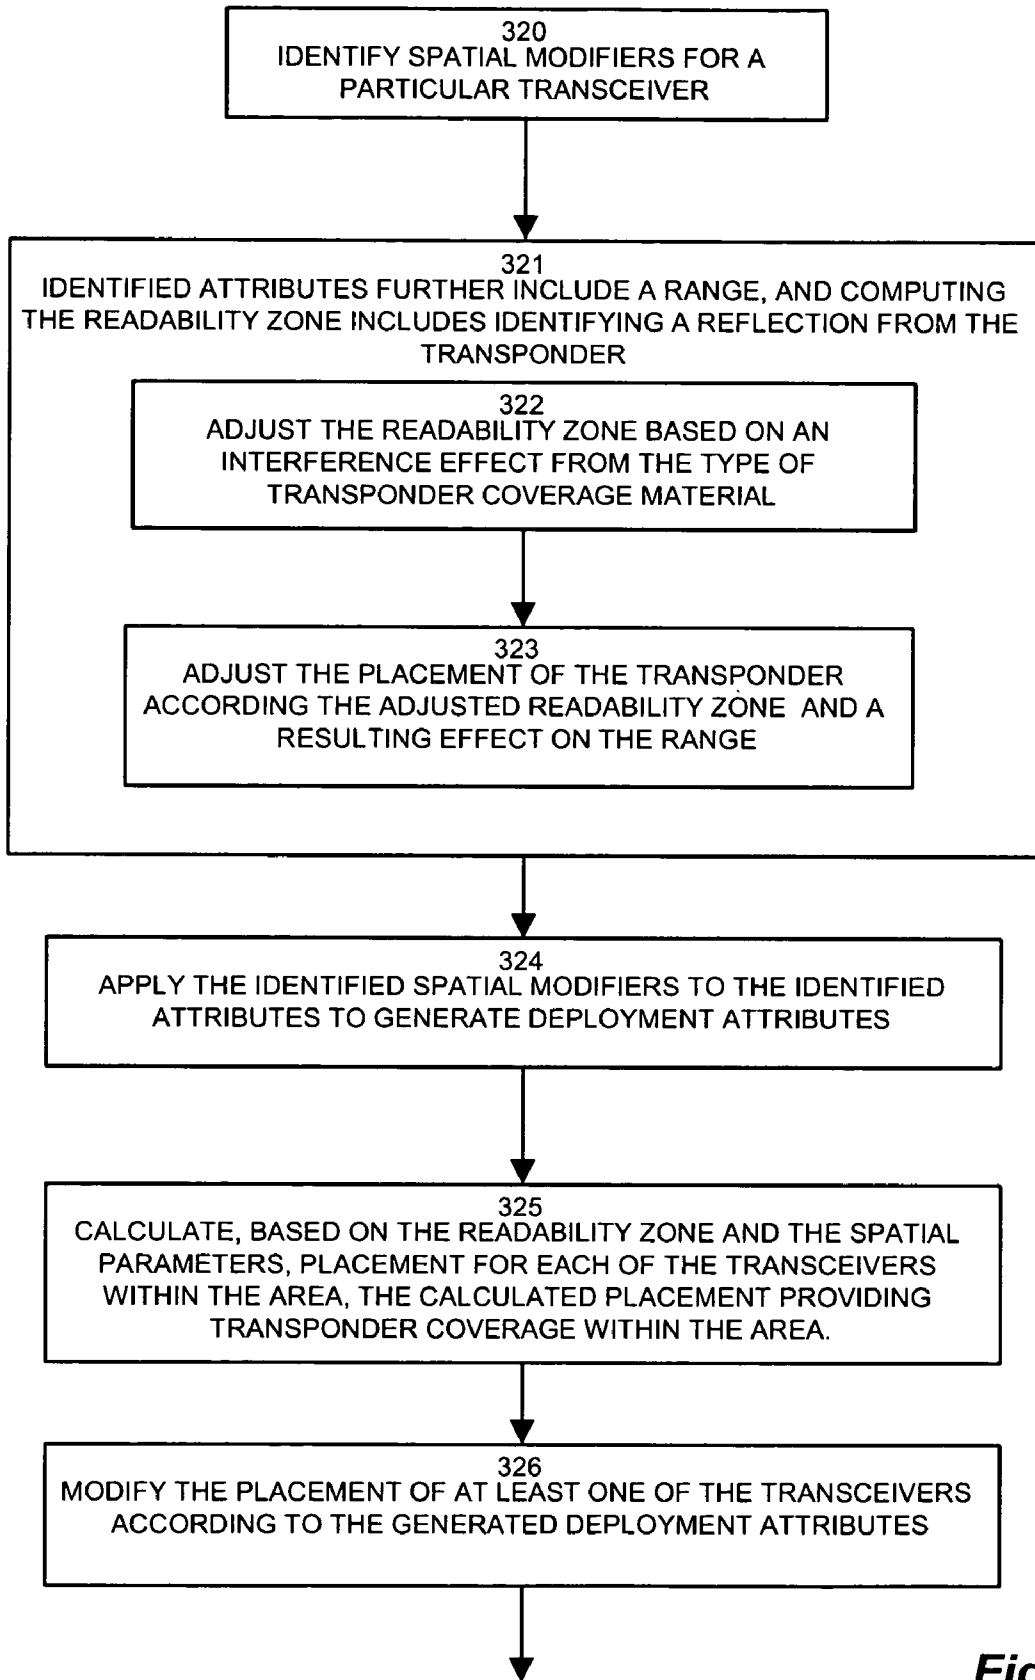 320
IDENTIFY SPATIAL MODIFIERS FOR A
PARTICULAR TRANSCEIVER
321
IDENTIFIED ATTRIBUTES FURTHER INCLUDE A RANGE, AND COMPUTING
THE READABILITY ZONE INCLUDES IDENTIFYING A REFLECTION FROM THE
TRANSPONDER
322
ADJUST THE READABILITY ZONE BASED ON AN
INTERFERENCE EFFECT FROM THE TYPE OF
TRANSPONDER COVERAGE MATERIAL
323
ADJUST THE PLACEMENT OF THE TRANSPONDER
ACCORDING THE ADJUSTED READABILITY ZONE AND A
RESULTING EFFECT ON THE RANGE
324
APPLY THE IDENTIFIED SPATIAL MODIFIERS TO THE IDENTIFIED
ATTRIBUTES TO GENERATE DEPLOYMENT ATTRIBUTES
325
CALCULATE, BASED ON THE READABILITY ZONE AND THE SPATIAL
PARAMETERS, PLACEMENT FOR EACH OF THE TRANSCEIVERS
WITHIN THE AREA, THE CALCULATED PLACEMENT PROVIDING
TRANSPONDER COVERAGE WITHIN THE AREA.
326
MODIFY THE PLACEMENT OF AT LEAST ONE OF THE TRANSCEIVERS
ACCORDING TO THE GENERATED DEPLOYMENT ATTRIBUTES